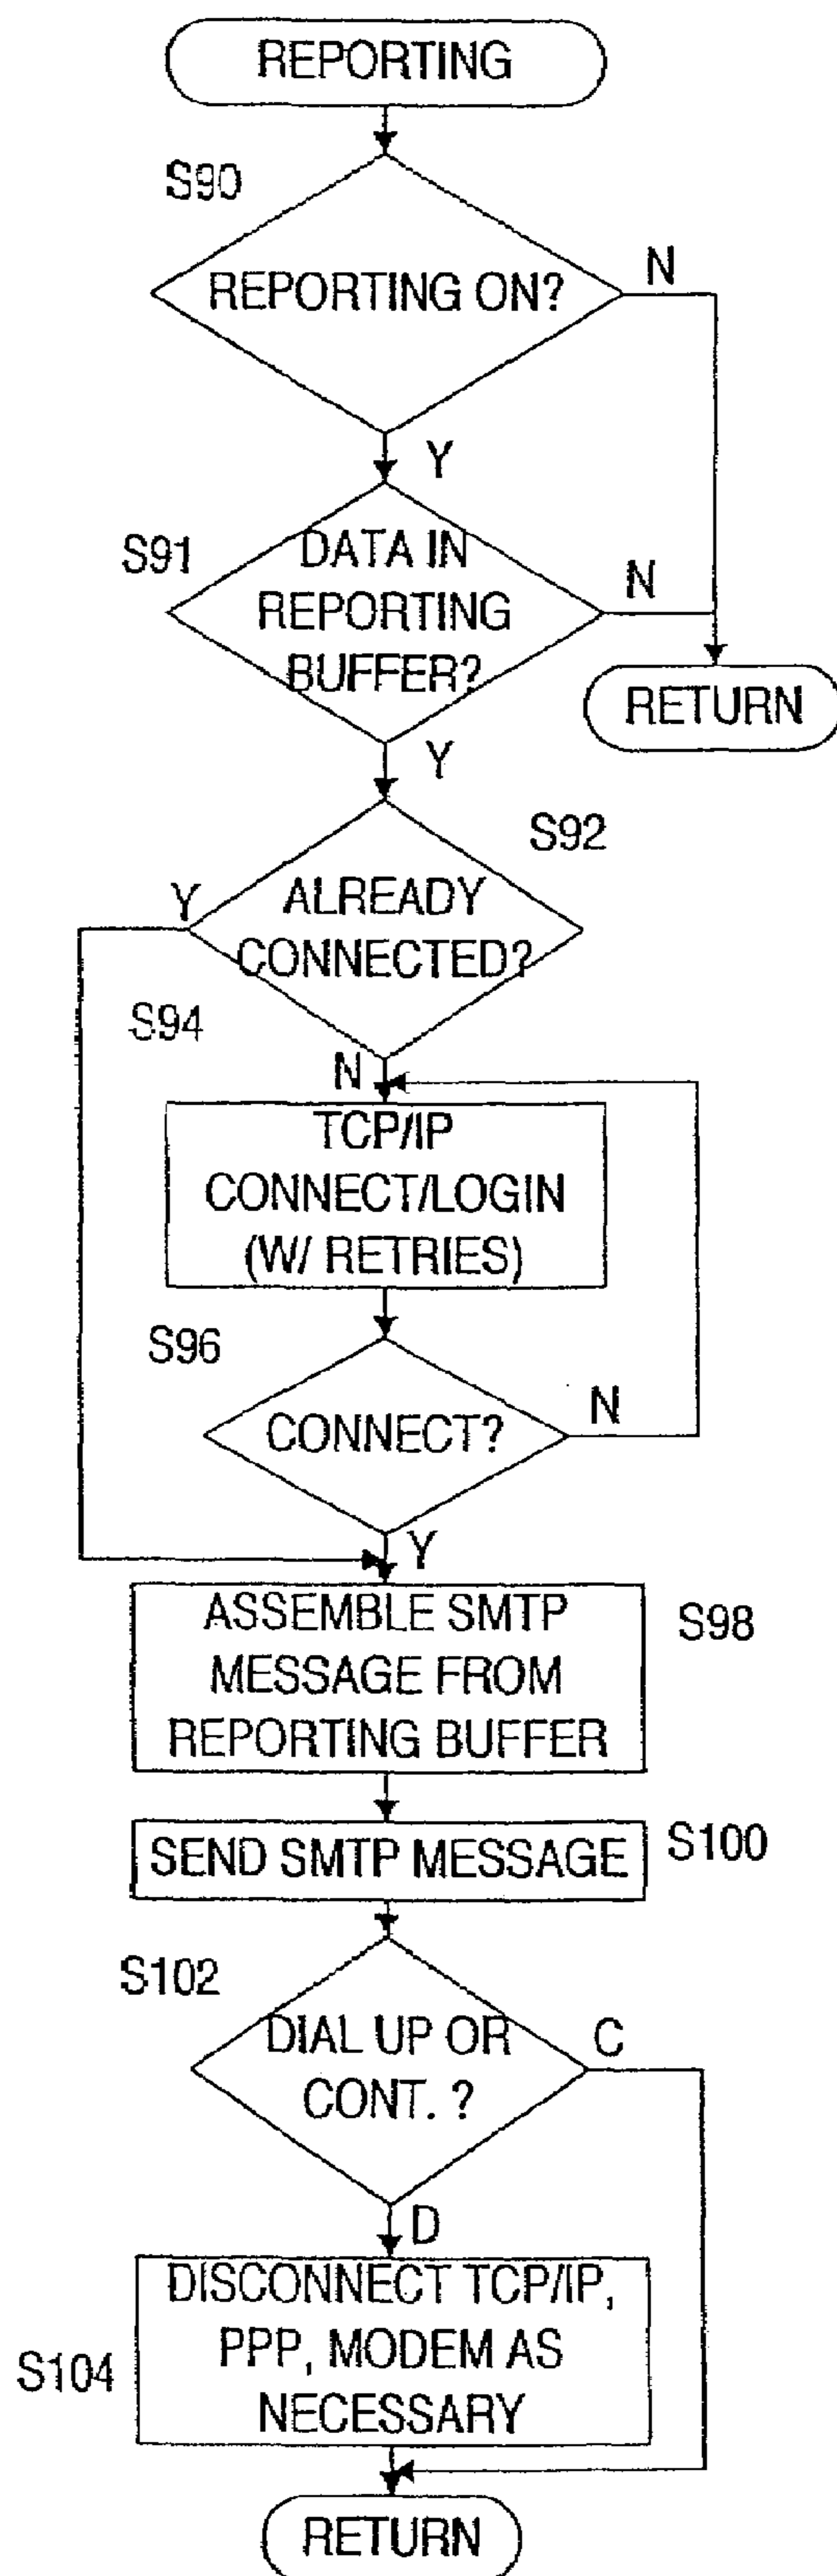 REPORTING
S90
REPORTING ON?
N
Y
S91
DATA IN
REPORTING
BUFFER?
N
RETURN
Y
S92
Y
ALREADY
CONNECTED?
S94
N
TCP/IP
CONNECT/LOGIN
(W/ RETRIES)
S96
CONNECT?
N
Y
ASSEMBLE SMTP
MESSAGE FROM
REPORTING BUFFER
S98
SEND SMTP MESSAGE
S100
S102
DIAL UP OR
CONT. ?
C
D
DISCONNECT TCP/IP,
PPP, MODEM AS
NECESSARY
S104
RETURN